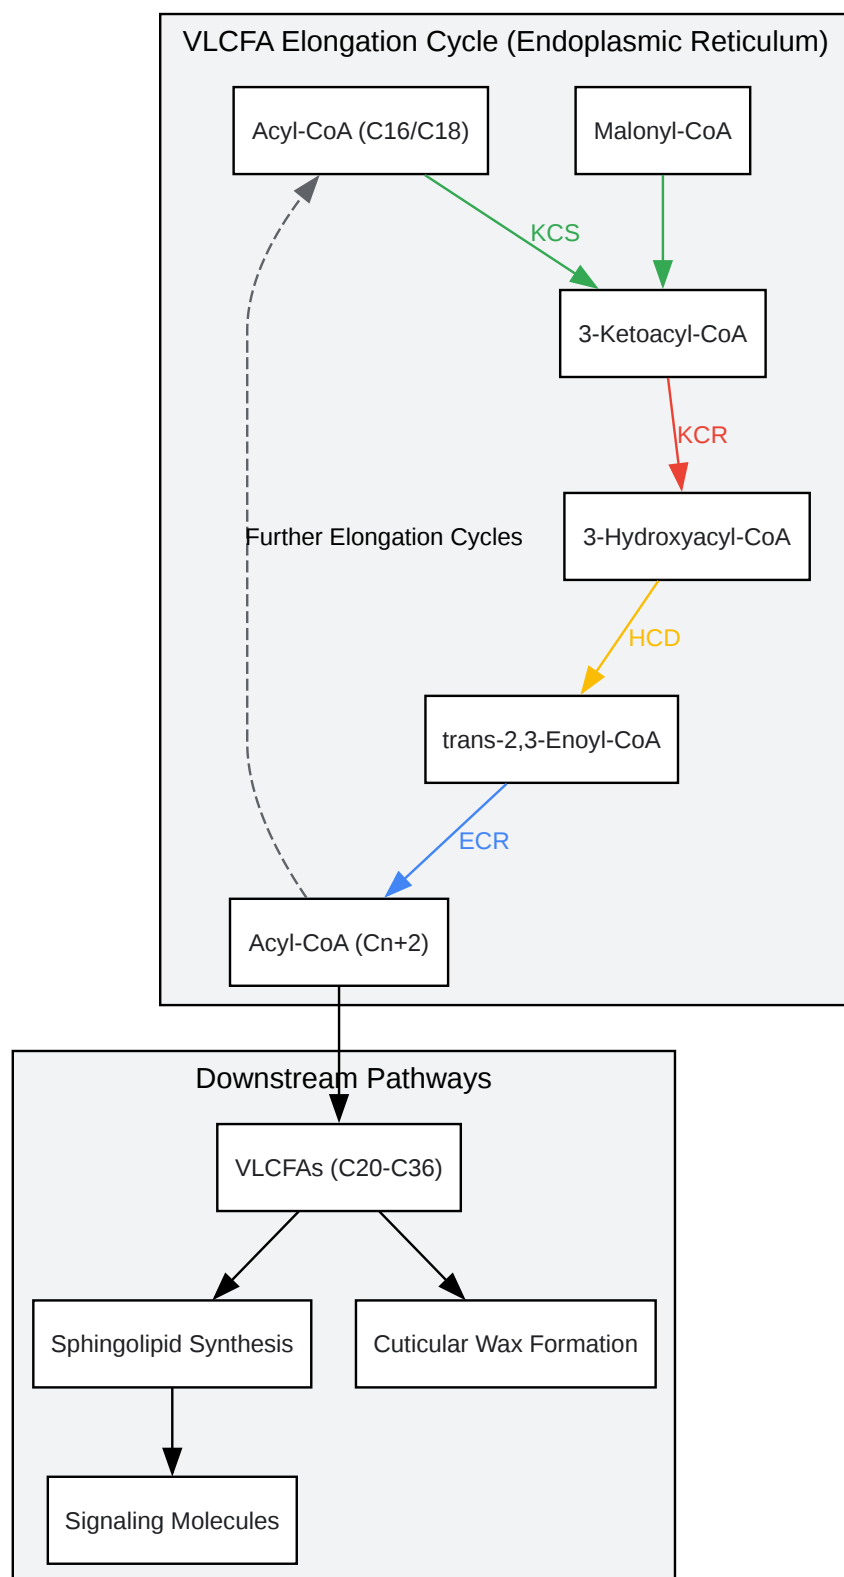 VLCFA Elongation Cycle (Endoplasmic Reticulum)
Acyl-CoA (C16/C18)
Malonyl-CoA
KCS
3-Ketoacyl-CoA
KCR
Further Elongation Cycles
3-Hydroxyacyl-CoA
HCD
trans-2,3-Enoyl-CoA
ECR
Acyl-CoA (Cn+2)
Downstream Pathways
VLCFAs (C20-C36)
Sphingolipid Synthesis
Cuticular Wax Formation
Signaling Molecules